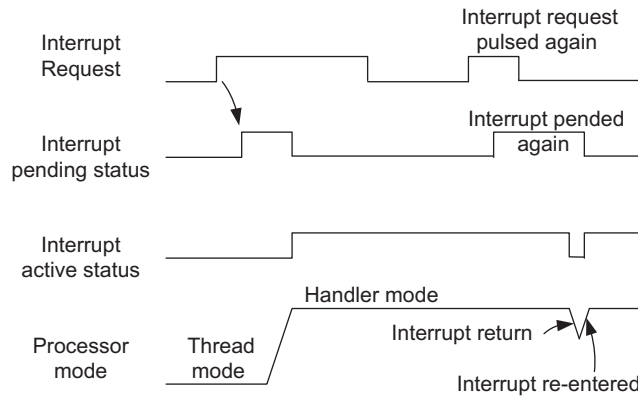 Interrupt
Request
Interrupt request
pulsed again
Interrupt
pending status
Interrupt pended
again
Interrupt
active status
Handler mode
Processor
mode
Thread
mode
Interrupt return
Interrupt re-entered